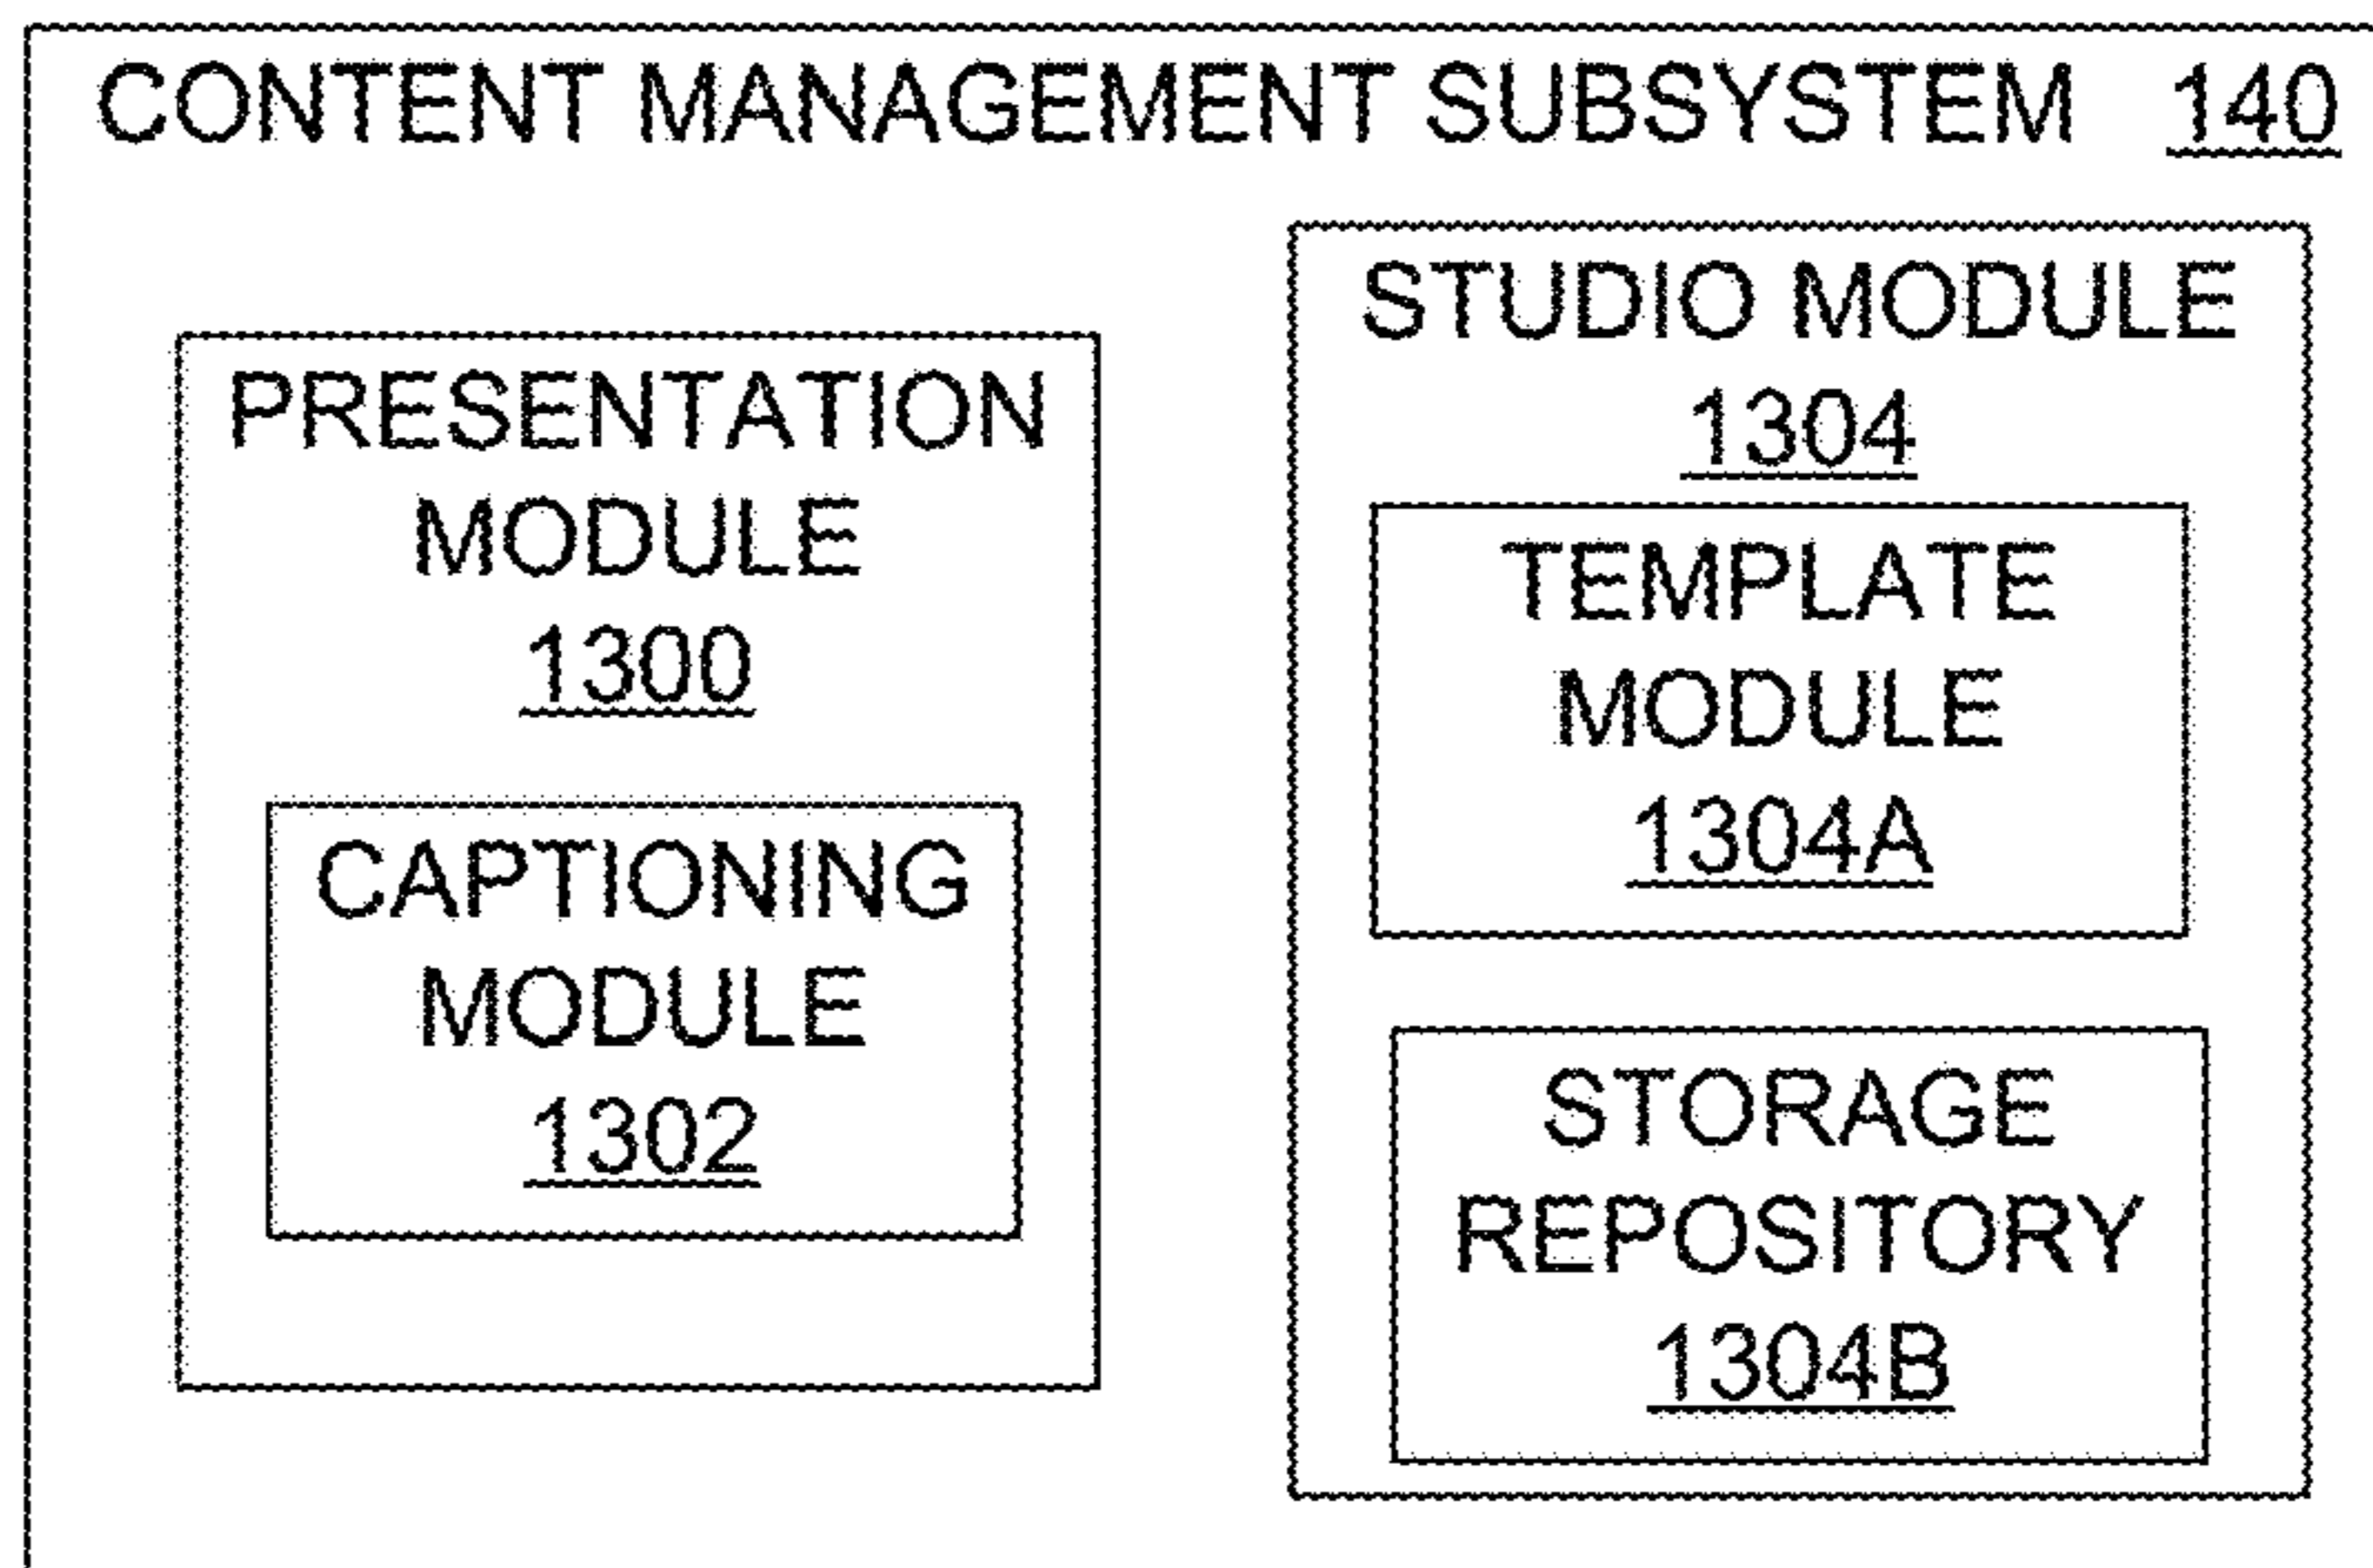 CONTENT MANAGEMENT SUBSYSTEM 140
PRESENTATION
MODULE
1300
CAPTIONING
MODULE
1302
STUDIO MODULE
1304
TEMPLATE
MODULE
1304A
STORAGE
REPOSITORY
1304B